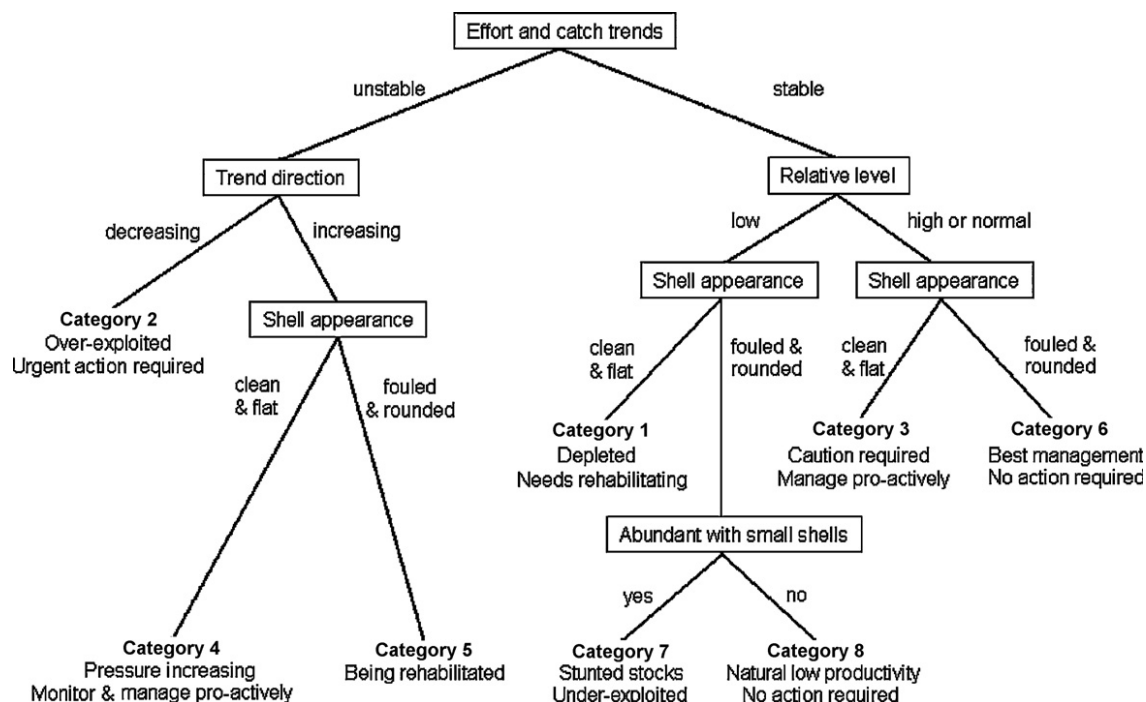 Effort and catch trends
unstable
stable
Trend direction
Relative level
decreasing
increasing
low
high or normal
Shell appearance
Shell appearance
Category 2
Over-exploited
Urgent action required
Shell appearance
clean
& flat
fouled &
rounded
clean
& flat
fouled &
rounded
clean
& flat
fouled
& rounded
Category 1
Depleted
Needs rehabilitating
Category 3
Caution required
Manage pro-actively
Category 6
Best management
No action required
Abundant with small shells
yes
no
Category 4
Pressure increasing
Monitor & manage pro-actively
Category 5
Being rehabilitated
Category 7
Stunted stocks
Under-exploited
Category 8
Natural low productivity
No action required